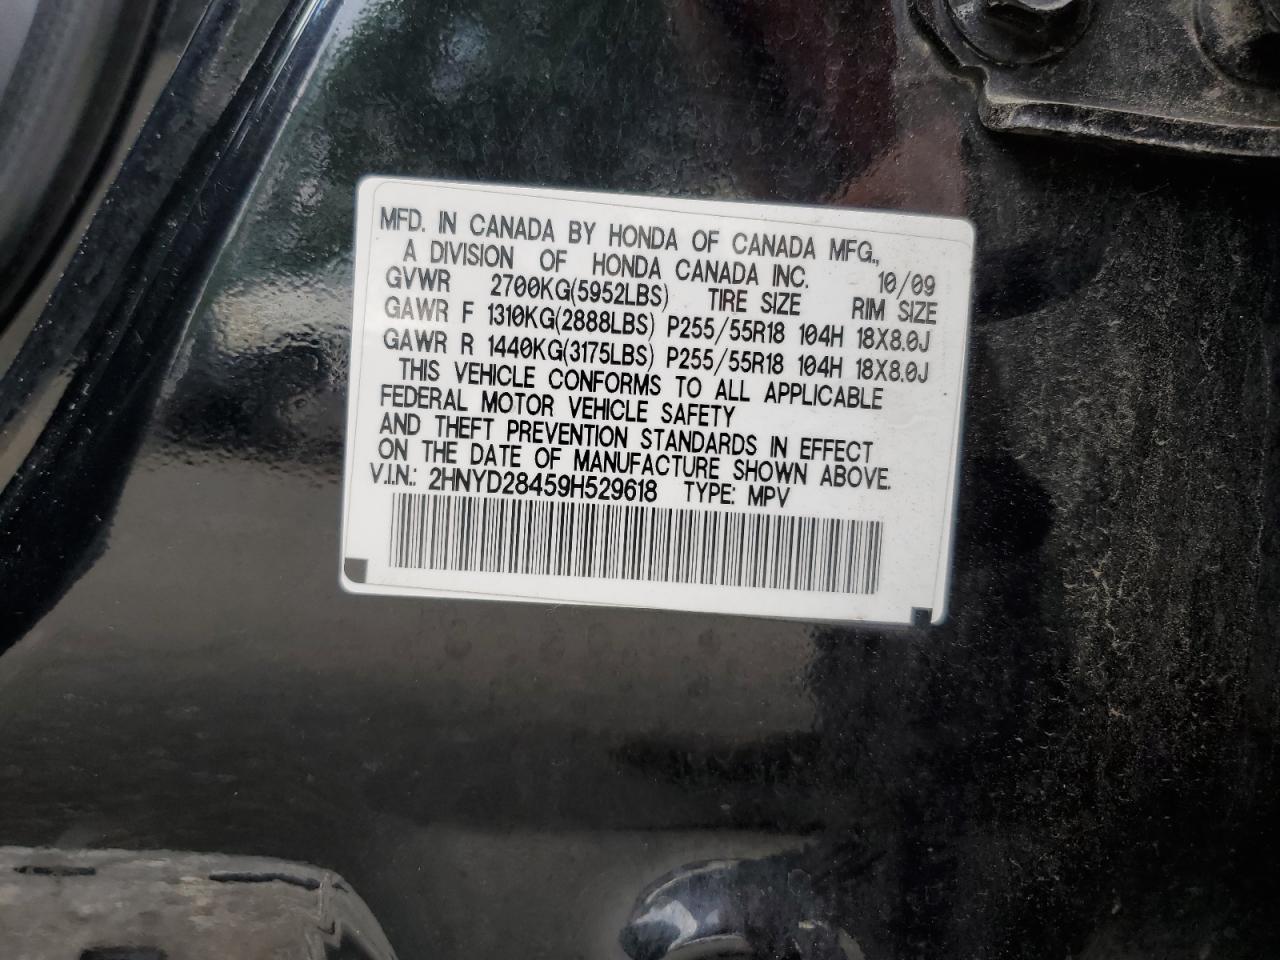 MFD. IN CANADA BY HONDA OF CANADA MFG.,
A DIVISION OF HONDA CANADA INC. 10/09
GVWR 2700KG(5952LBS) TIRE SIZE RIM SIZE
GAWR F 1310KG(2888LBS) P255/55R18 104H 18X8.0J
GAWR R 1440KG(3175LBS) P255/55R18 104H 18X8.0J
THIS VEHICLE CONFORMS TO ALL APPLICABLE
FEDERAL MOTOR VEHICLE SAFETY
AND THEFT PREVENTION STANDARDS IN EFFECT
ON THE DATE OF MANUFACTURE SHOWN ABOVE.
V.I.N.: 2HNYD28459H529618 TYPE: MPV